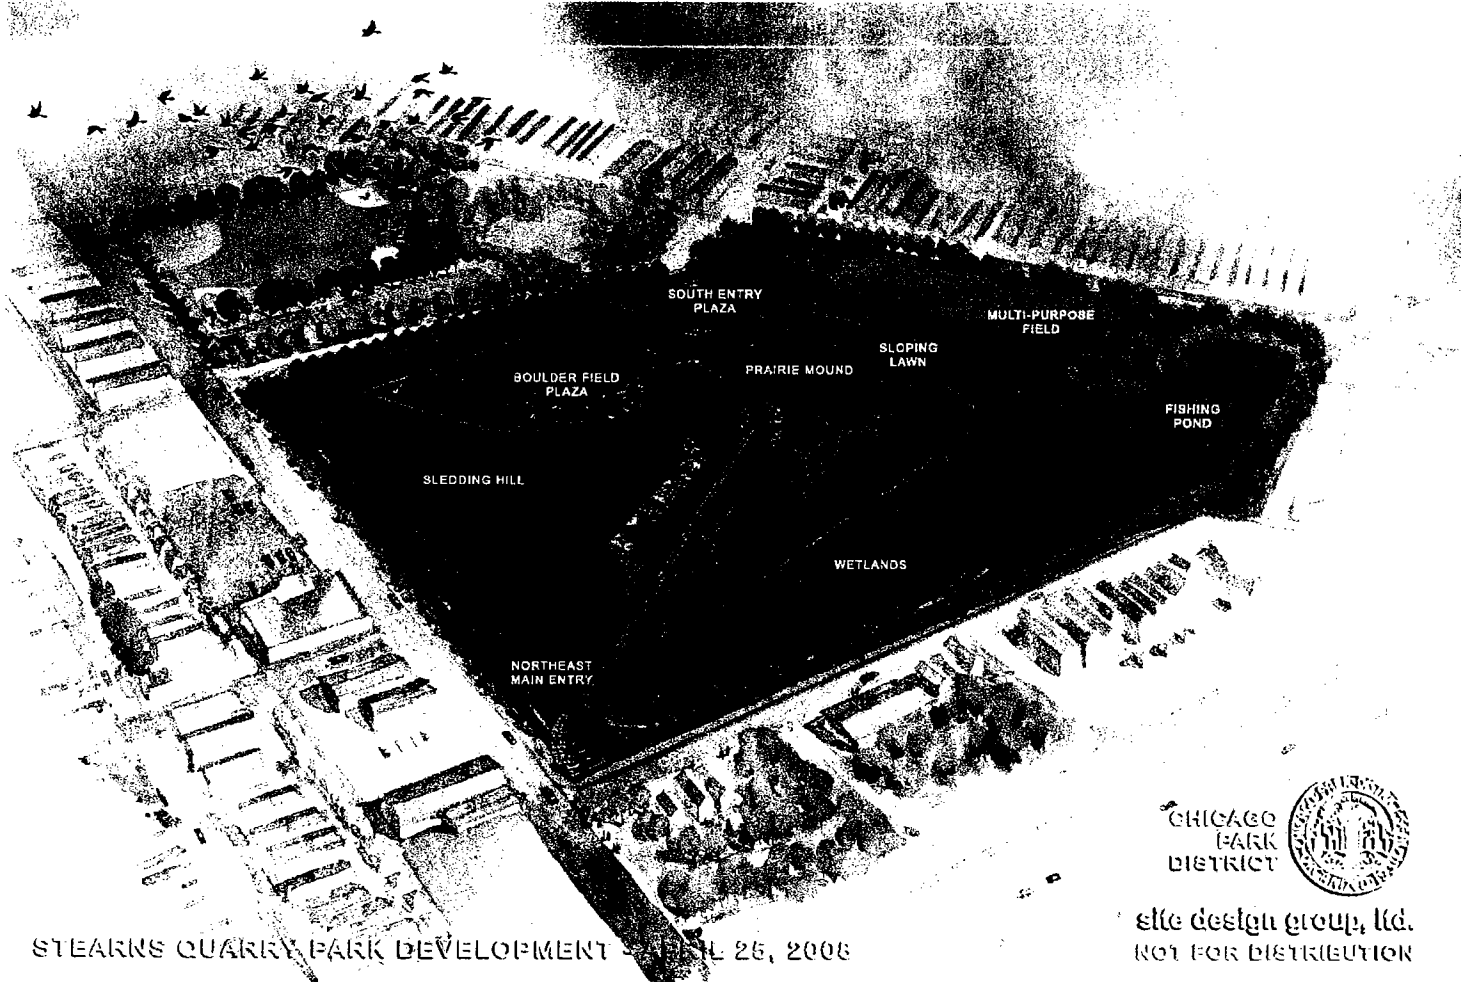 SOUTH ENTRY
PLAZA
MULTI-PURPOSE
FIELD
SLOPING
LAWN
PRAIRIE MOUND
BOULDER FIELD
PLAZA
FISHING
POND
SLEDDING HILL
WETLANDS
NORTHEAST
MAIN ENTRY
CHICAGO
PARK
DISTRICT
site design group, ltd.
STEARNS QUARRY PARK DEVELOPMENT -
NOT FOR DISTRIBUTION